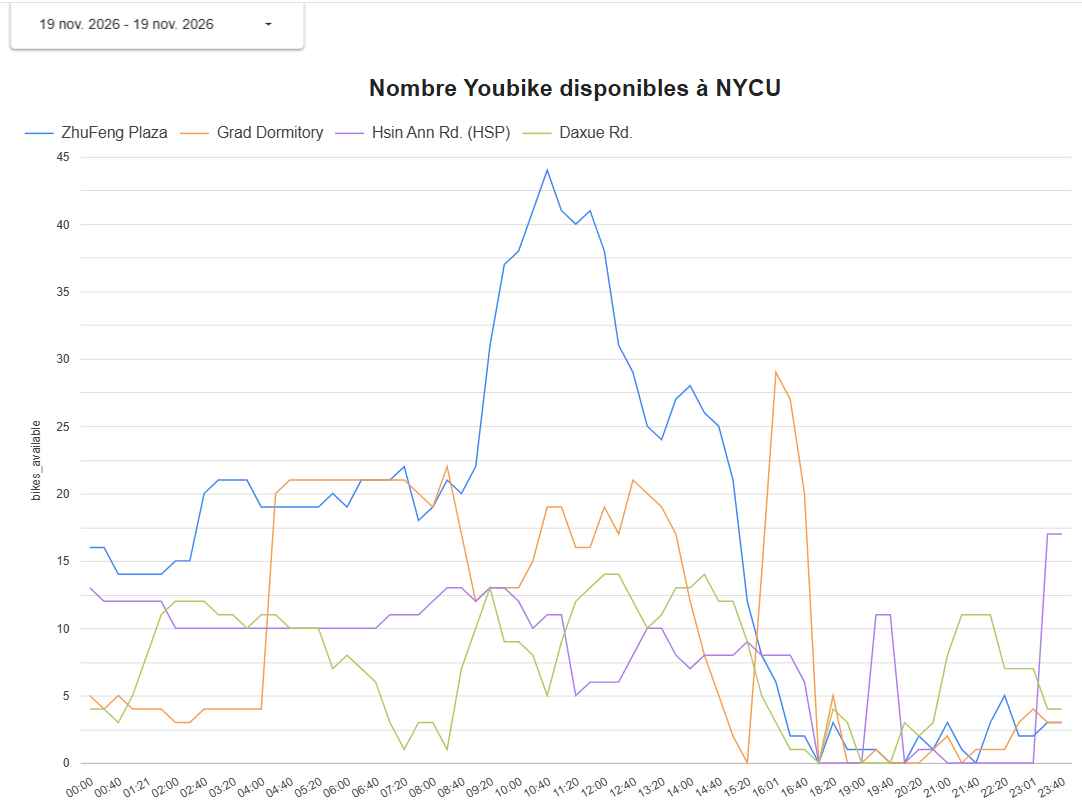 19 nov. 2026 - 19 nov. 2026
Nombre Youbike disponibles à NYCU
ZhuFeng Plaza Grad Dormitory Hsin Ann Rd. (HSP) Daxue Rd.
45
40
35
30
25
20
15
10
5
0
bikes_available
00:00 00:40 01:21 02:00 02:40 03:20 04:00 04:40 05:20 06:00 06:40 07:20 08:00 08:40 09:20 10:00 10:40 11:20 12:00 12:40 13:20 14:00 14:40 15:20 16:01 16:40 18:20 19:00 19:40 20:20 21:00 21:40 22:20 23:01 23:40